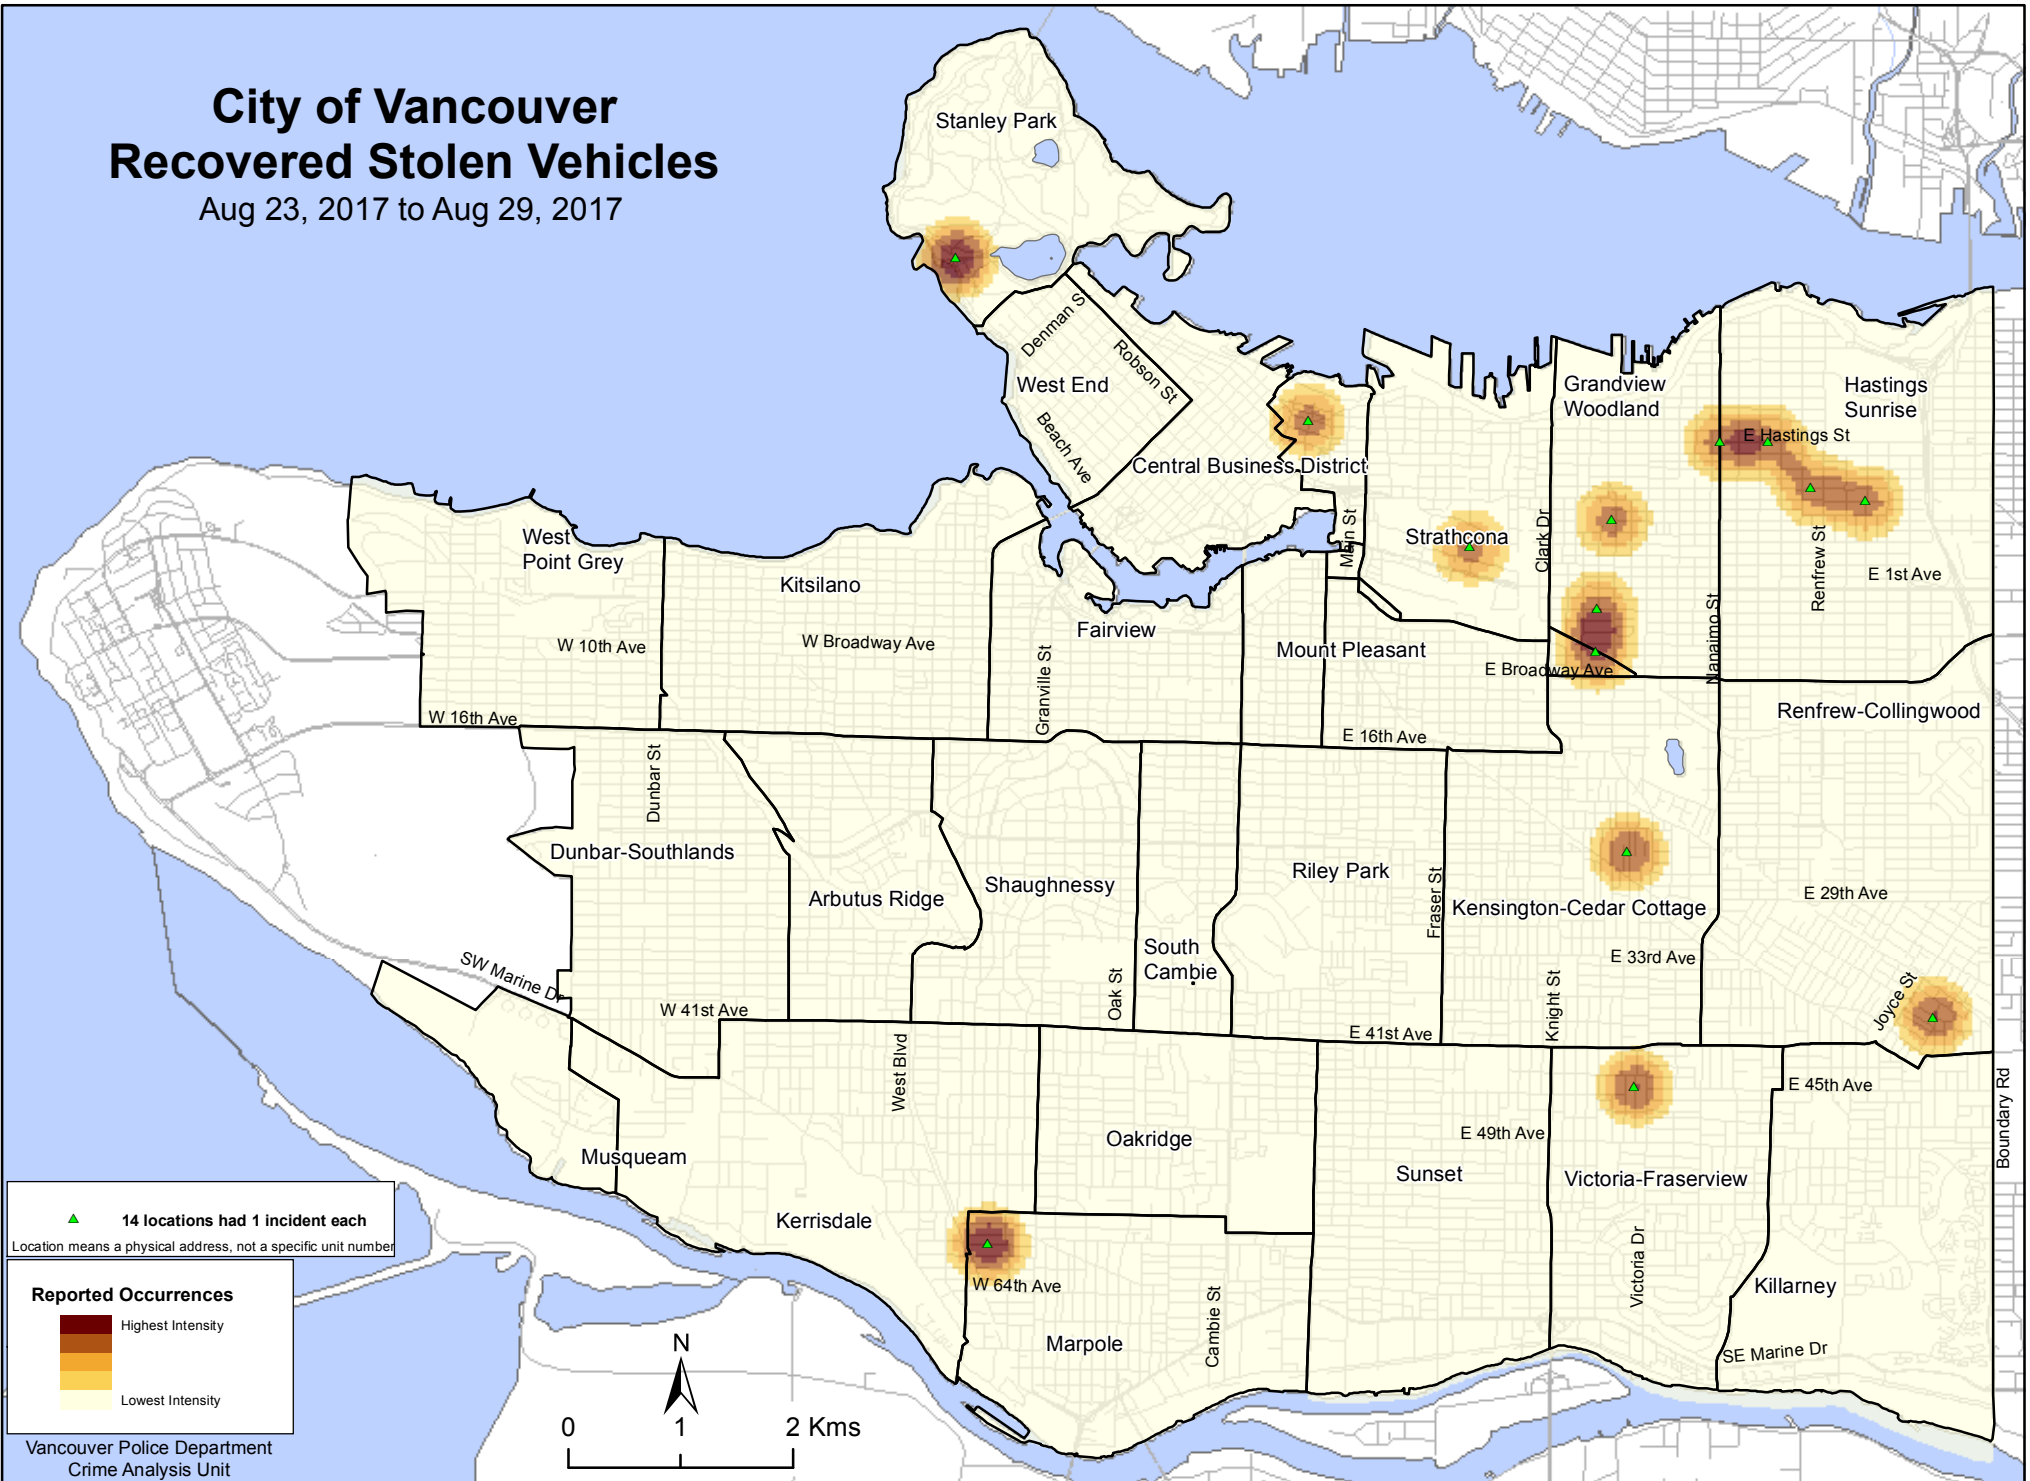 City of Vancouver
Recovered Stolen Vehicles
Aug 23, 2017 to Aug 29, 2017
Stanley Park
Denman S
Robson St
West End
Beach Ave
Central Business District
Grandview
Woodland
Hastings
Sunrise
E Hastings St
West
Point Grey
Kitsilano
Main St
Strathcona
Clark Dr
Renfrew St
E 1st Ave
W 10th Ave
W Broadway Ave
Fairview
Granville St
Mount Pleasant
E Broadway Ave
Nanaimo St
W 16th Ave
E 16th Ave
Renfrew-Collingwood
Dunbar St
Dunbar-Southlands
Arbutus Ridge
Shaughnessy
Riley Park
Fraser St
Kensington-Cedar Cottage
E 29th Ave
South
Cambie
E 33rd Ave
SW Marine Dr
W 41st Ave
Oak St
E 41st Ave
Knight St
Joyce St
West Blvd
E 45th Ave
Boundary Rd
Musqueam
Oakridge
E 49th Ave
Sunset
Victoria-Fraserview
Kerrisdale
W 64th Ave
Marpole
Cambie St
Victoria Dr
Killarney
SE Marine Dr
14 locations had 1 incident each
Location means a physical address, not a specific unit number
Reported Occurrences
Highest Intensity
Lowest Intensity
Vancouver Police Department
Crime Analysis Unit
N
0 1 2 Kms